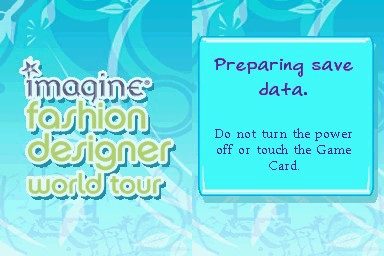 imagine®
fashion
designer
world tour
Preparing save
data.
Do not turn the power
off or touch the Game
Card.